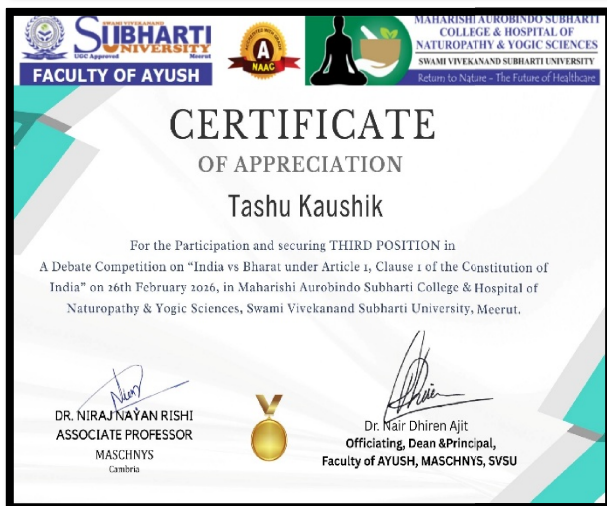 SWAMI VIVEKANAND
SUBHARTI
UNIVERSITY
UGC Approved Meerut
FACULTY OF AYUSH
ACCREDITED
A
NAAC
MAHARISHI AUROBINDO SUBHARTI
COLLEGE & HOSPITAL OF
NATUROPATHY & YOGIC SCIENCES
SWAMI VIVEKANAND SUBHARTI UNIVERSITY
Return to Nature - The Future of Healthcare
CERTIFICATE
OF APPRECIATION
Tashu Kaushik
For the Participation and securing THIRD POSITION in
A Debate Competition on “India vs Bharat under Article 1, Clause 1 of the Constitution of
India” on 26th February 2026, in Maharishi Aurobindo Subharti College & Hospital of
Naturopathy & Yogic Sciences, Swami Vivekanand Subharti University, Meerut.
DR. NIRAJ NAYAN RISHI
ASSOCIATE PROFESSOR
MASCHNYS
Cambria
Dr. Nair Dhiren Ajit
Officiating, Dean &Principal,
Faculty of AYUSH, MASCHNYS, SVSU